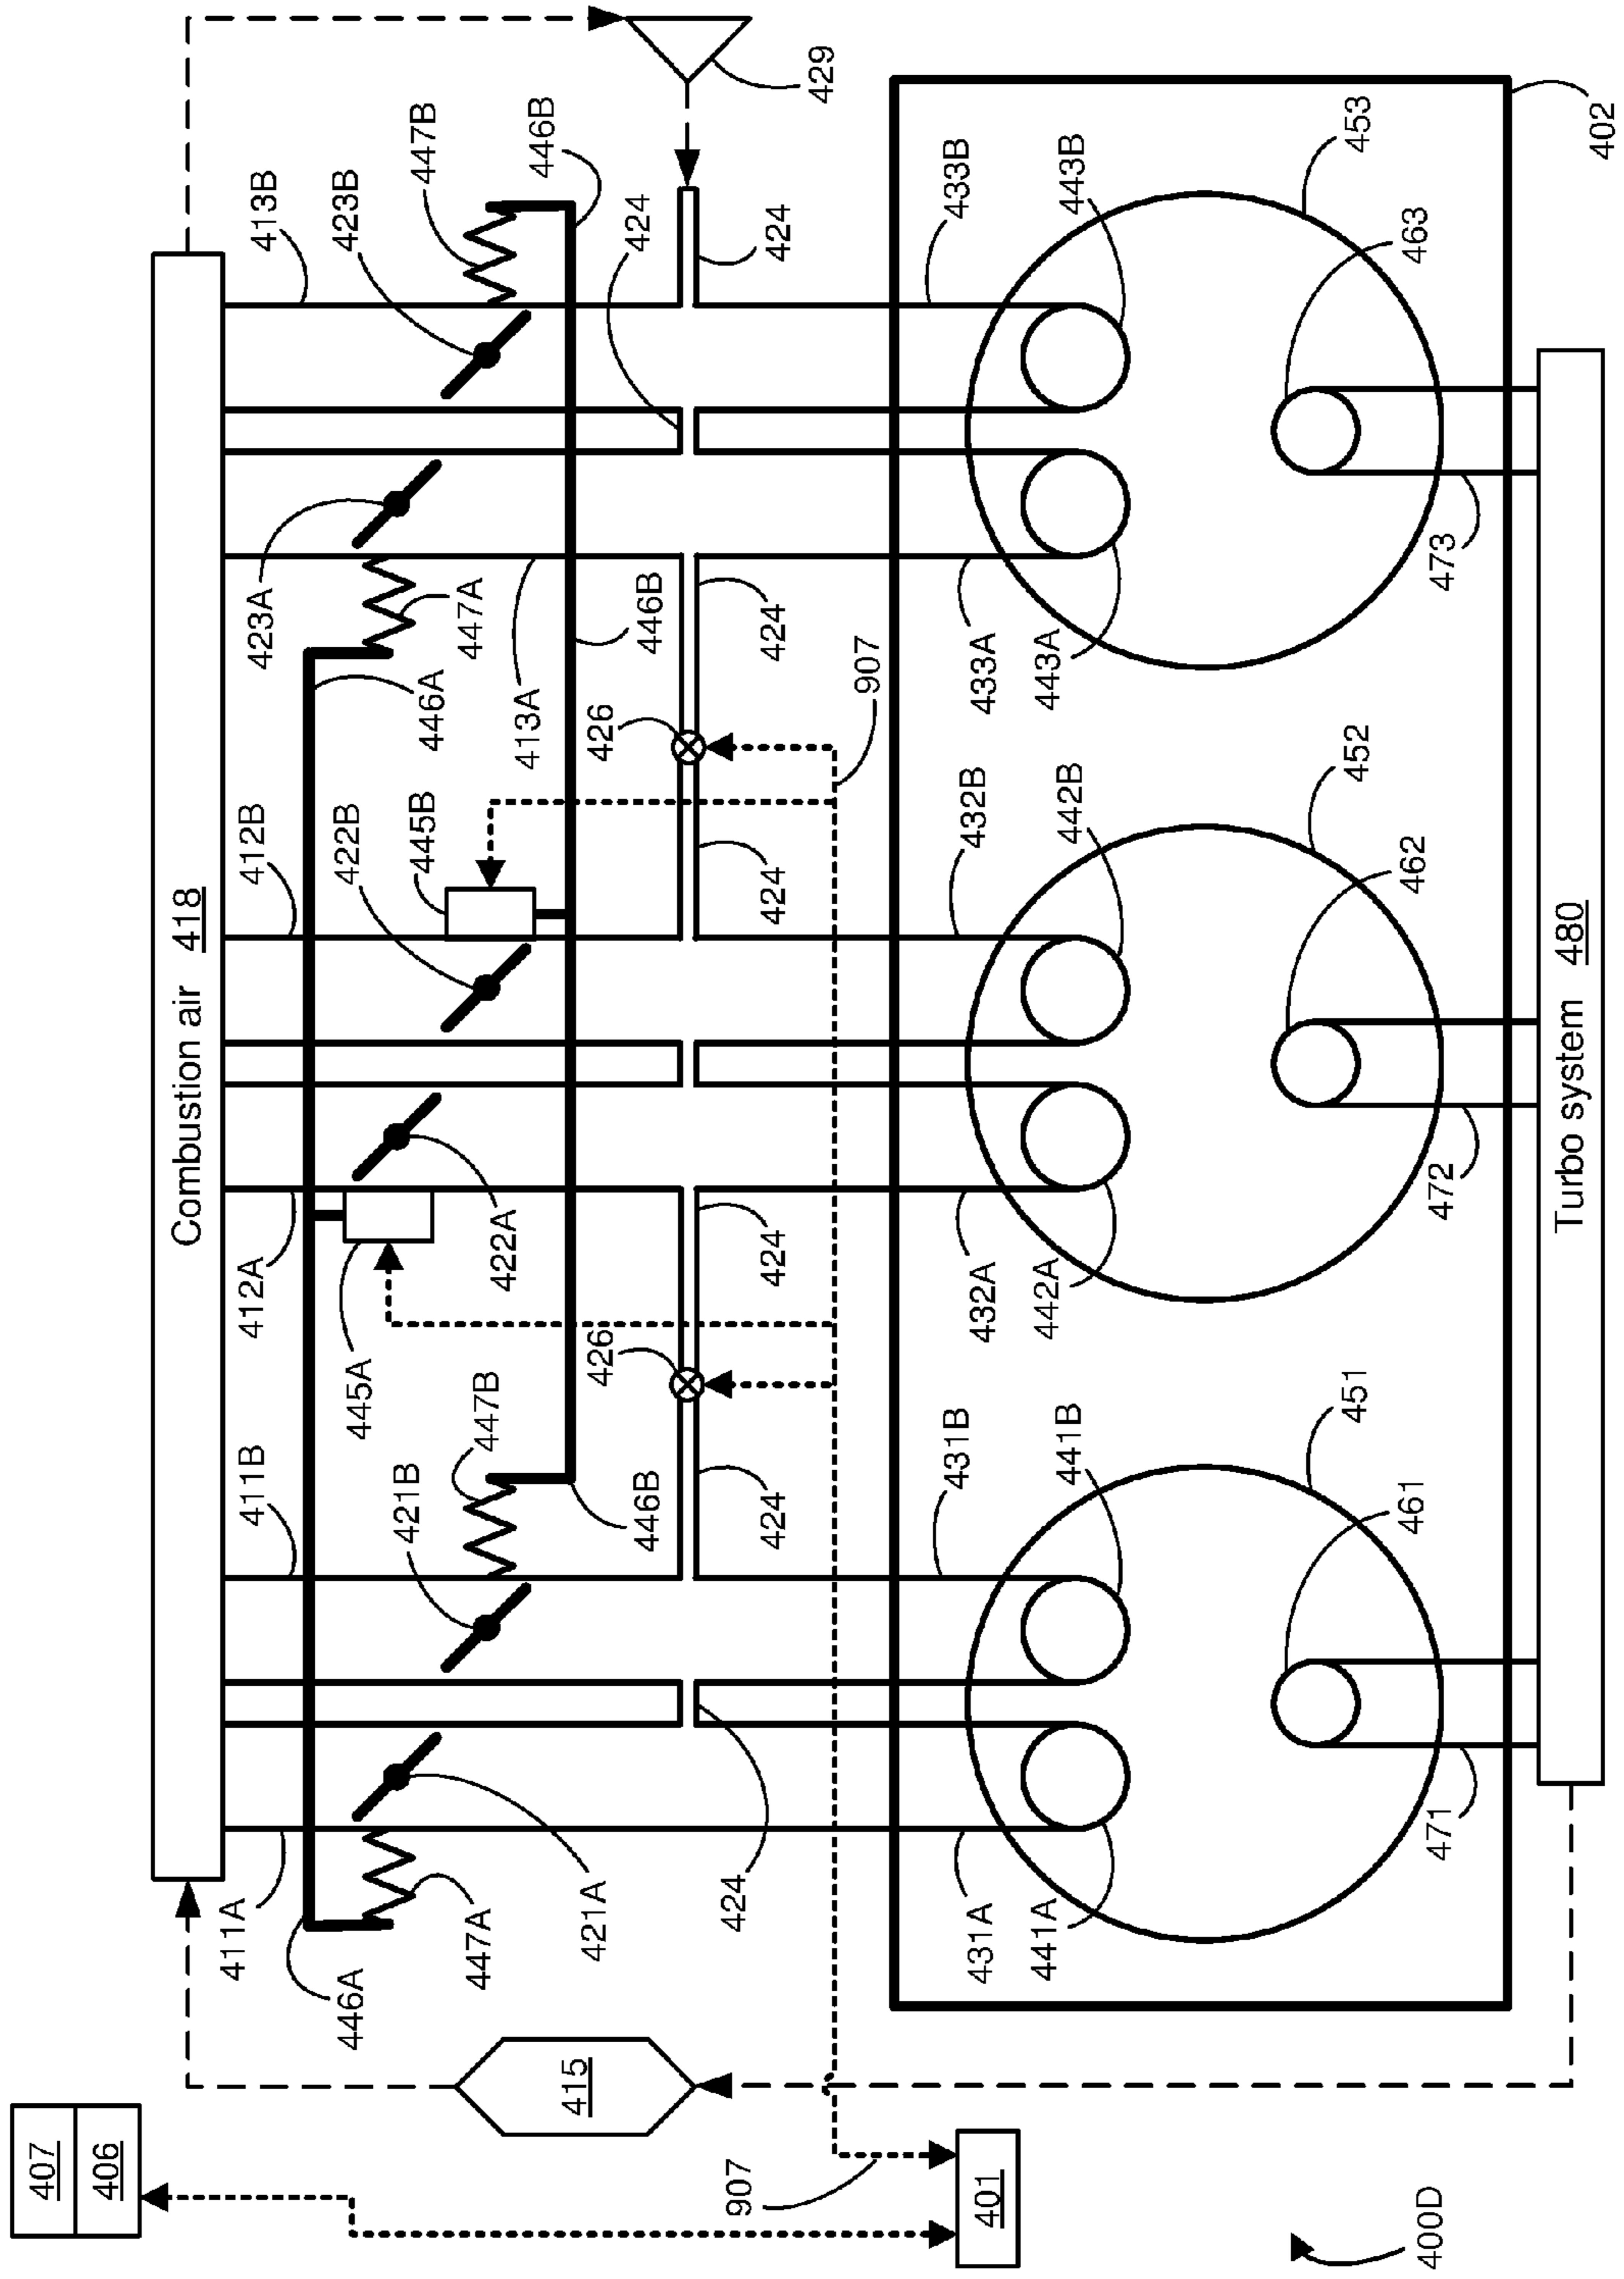 407
406
401
907
400D
415
Combustion air 418
411A
446A
447A
421A
424
411B
421B
447B
446B
424
445A
426
412A
422A
424
412B
422B
445B
424
426
907
446A
413A
446B
424
423A
447A
424
413B
423B
447B
446B
424
429
431A
441A
431B
441B
451
461
471
432A
442A
432B
442B
452
462
472
433A
443A
433B
443B
453
463
473
402
Turbo system 480